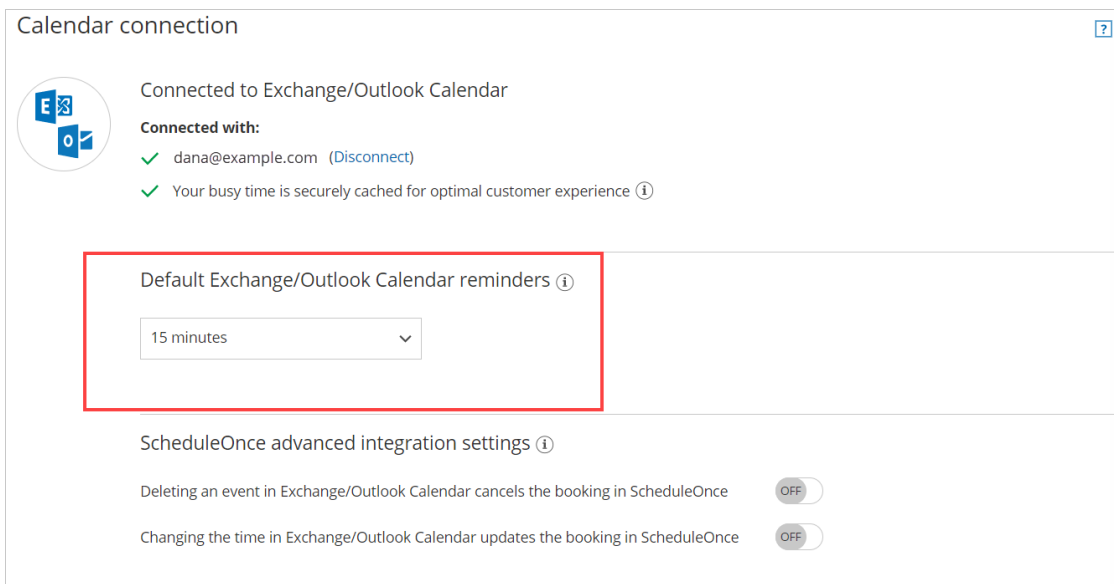 Calendar connection
?
Connected to Exchange/Outlook Calendar
Connected with:
dana@example.com (Disconnect)
Your busy time is securely cached for optimal customer experience i
Default Exchange/Outlook Calendar reminders i
15 minutes
ScheduleOnce advanced integration settings i
Deleting an event in Exchange/Outlook Calendar cancels the booking in ScheduleOnce OFF
Changing the time in Exchange/Outlook Calendar updates the booking in ScheduleOnce OFF